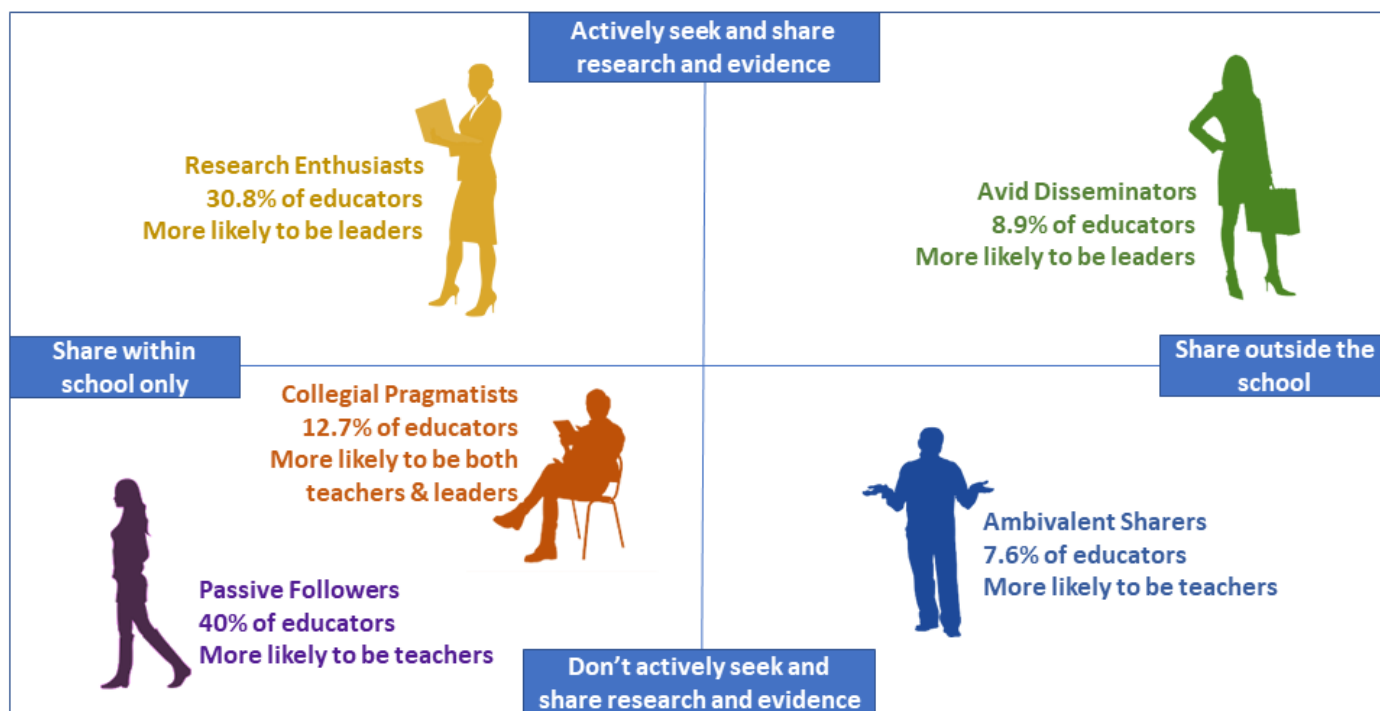 Actively seek and share
research and evidence
Research Enthusiasts
30.8% of educators
More likely to be leaders
Avid Disseminators
8.9% of educators
More likely to be leaders
Share within
school only
Share outside the
school
Collegial Pragmatists
12.7% of educators
More likely to be both
teachers & leaders
Ambivalent Sharers
7.6% of educators
More likely to be teachers
Passive Followers
40% of educators
More likely to be teachers
Don’t actively seek and
share research and evidence